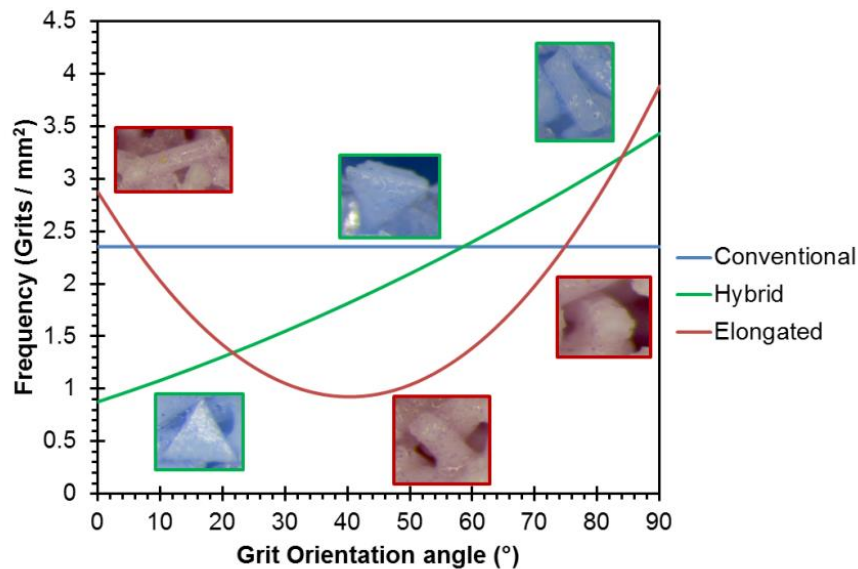 4.5
4
3.5
3
2.5
2
1.5
1
0.5
0
Frequency (Grits / mm²)
0 10 20 30 40 50 60 70 80 90
Grit Orientation angle (°)
Conventional
Hybrid
Elongated